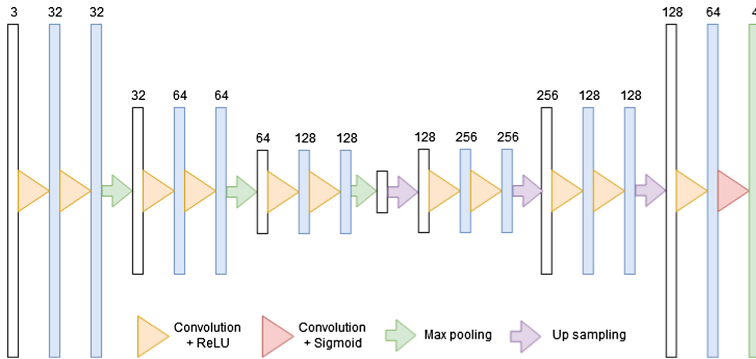 3 32 32 128 64 4
32 64 64 256 128 128
64 128 128 128 256 256
Convolution
+ ReLU
Convolution
+ Sigmoid
Max pooling
Up sampling